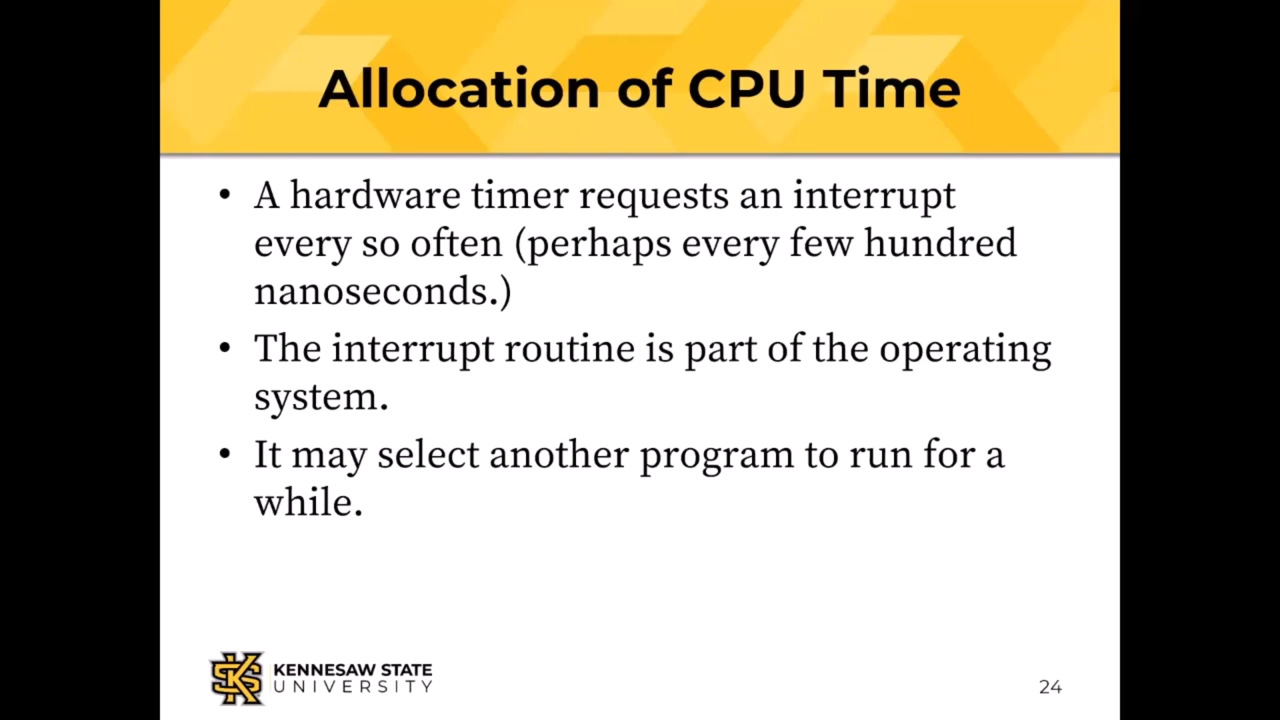 Allocation of CPU Time
• A hardware timer requests an interrupt
every so often (perhaps every few hundred
nanoseconds.)
• The interrupt routine is part of the operating
system.
• It may select another program to run for a
while.
KENNESAW STATE
UNIVERSITY
24